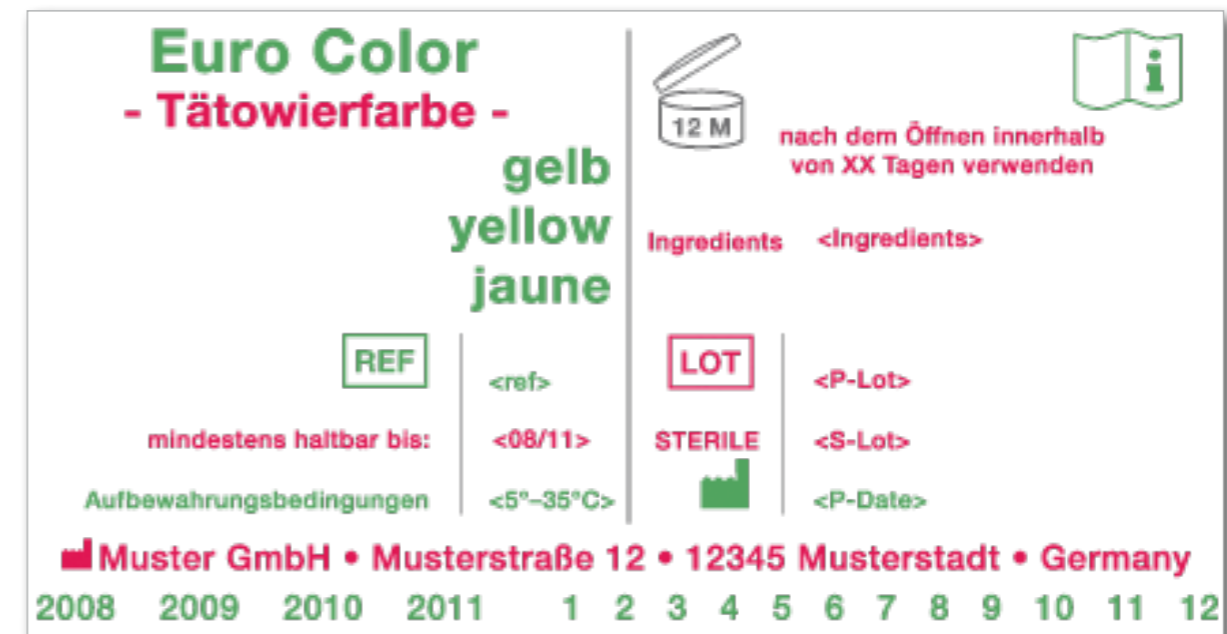 Euro Color
- Tätowierfarbe -
gelb
yellow
jaune
REF
<ref>
mindestens haltbar bis:
<08/11>
Aufbewahrungsbedingungen
<5°–35°C>
12 M
i
nach dem Öffnen innerhalb
von XX Tagen verwenden
Ingredients <Ingredients>
LOT
<P-Lot>
STERILE <S-Lot>
<P-Date>
Muster GmbH • Musterstraße 12 • 12345 Musterstadt • Germany
2008 2009 2010 2011 1 2 3 4 5 6 7 8 9 10 11 12